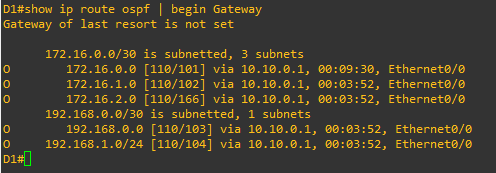 D1#show ip route ospf | begin Gateway
Gateway of last resort is not set

      172.16.0.0/30 is subnetted, 3 subnets
O        172.16.0.0 [110/101] via 10.10.0.1, 00:09:30, Ethernet0/0
O        172.16.1.0 [110/102] via 10.10.0.1, 00:03:52, Ethernet0/0
O        172.16.2.0 [110/166] via 10.10.0.1, 00:03:52, Ethernet0/0
      192.168.0.0/30 is subnetted, 1 subnets
O        192.168.0.0 [110/103] via 10.10.0.1, 00:03:52, Ethernet0/0
O     192.168.1.0/24 [110/104] via 10.10.0.1, 00:03:52, Ethernet0/0
D1#